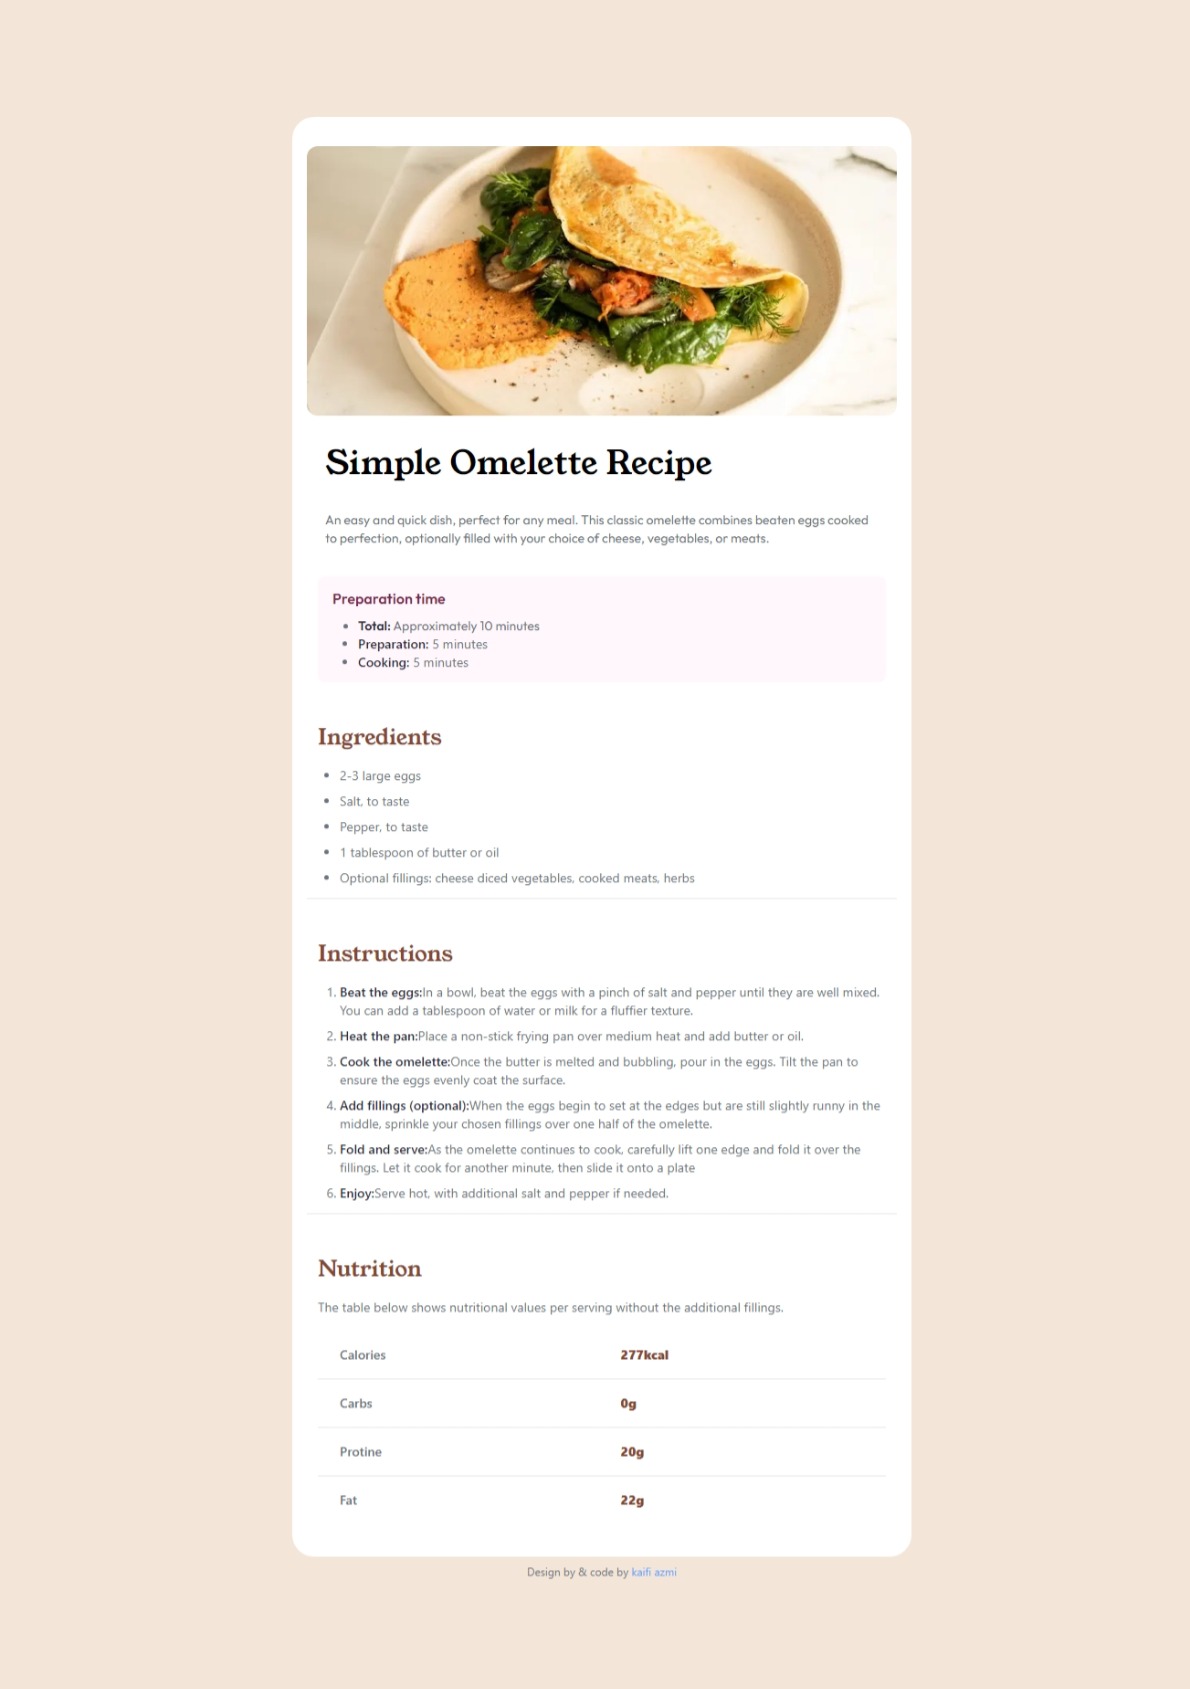 Simple Omelette Recipe
An easy and quick dish, perfect for any meal. This classic omelette combines beaten eggs cooked
to perfection, optionally filled with your choice of cheese, vegetables, or meats.
Preparation time
• Total: Approximately 10 minutes
• Preparation: 5 minutes
• Cooking: 5 minutes
Ingredients
• 2-3 large eggs
• Salt, to taste
• Pepper, to taste
• 1 tablespoon of butter or oil
• Optional fillings: cheese diced vegetables, cooked meats, herbs
Instructions
1. Beat the eggs:In a bowl, beat the eggs with a pinch of salt and pepper until they are well mixed.
You can add a tablespoon of water or milk for a fluffier texture.
2. Heat the pan:Place a non-stick frying pan over medium heat and add butter or oil.
3. Cook the omelette:Once the butter is melted and bubbling, pour in the eggs. Tilt the pan to
ensure the eggs evenly coat the surface.
4. Add fillings (optional):When the eggs begin to set at the edges but are still slightly runny in the
middle, sprinkle your chosen fillings over one half of the omelette.
5. Fold and serve:As the omelette continues to cook, carefully lift one edge and fold it over the
fillings. Let it cook for another minute, then slide it onto a plate
6. Enjoy:Serve hot, with additional salt and pepper if needed.
Nutrition
The table below shows nutritional values per serving without the additional fillings.
Calories 277kcal
Carbs 0g
Protine 20g
Fat 22g
Design by & code by kaifi azmi